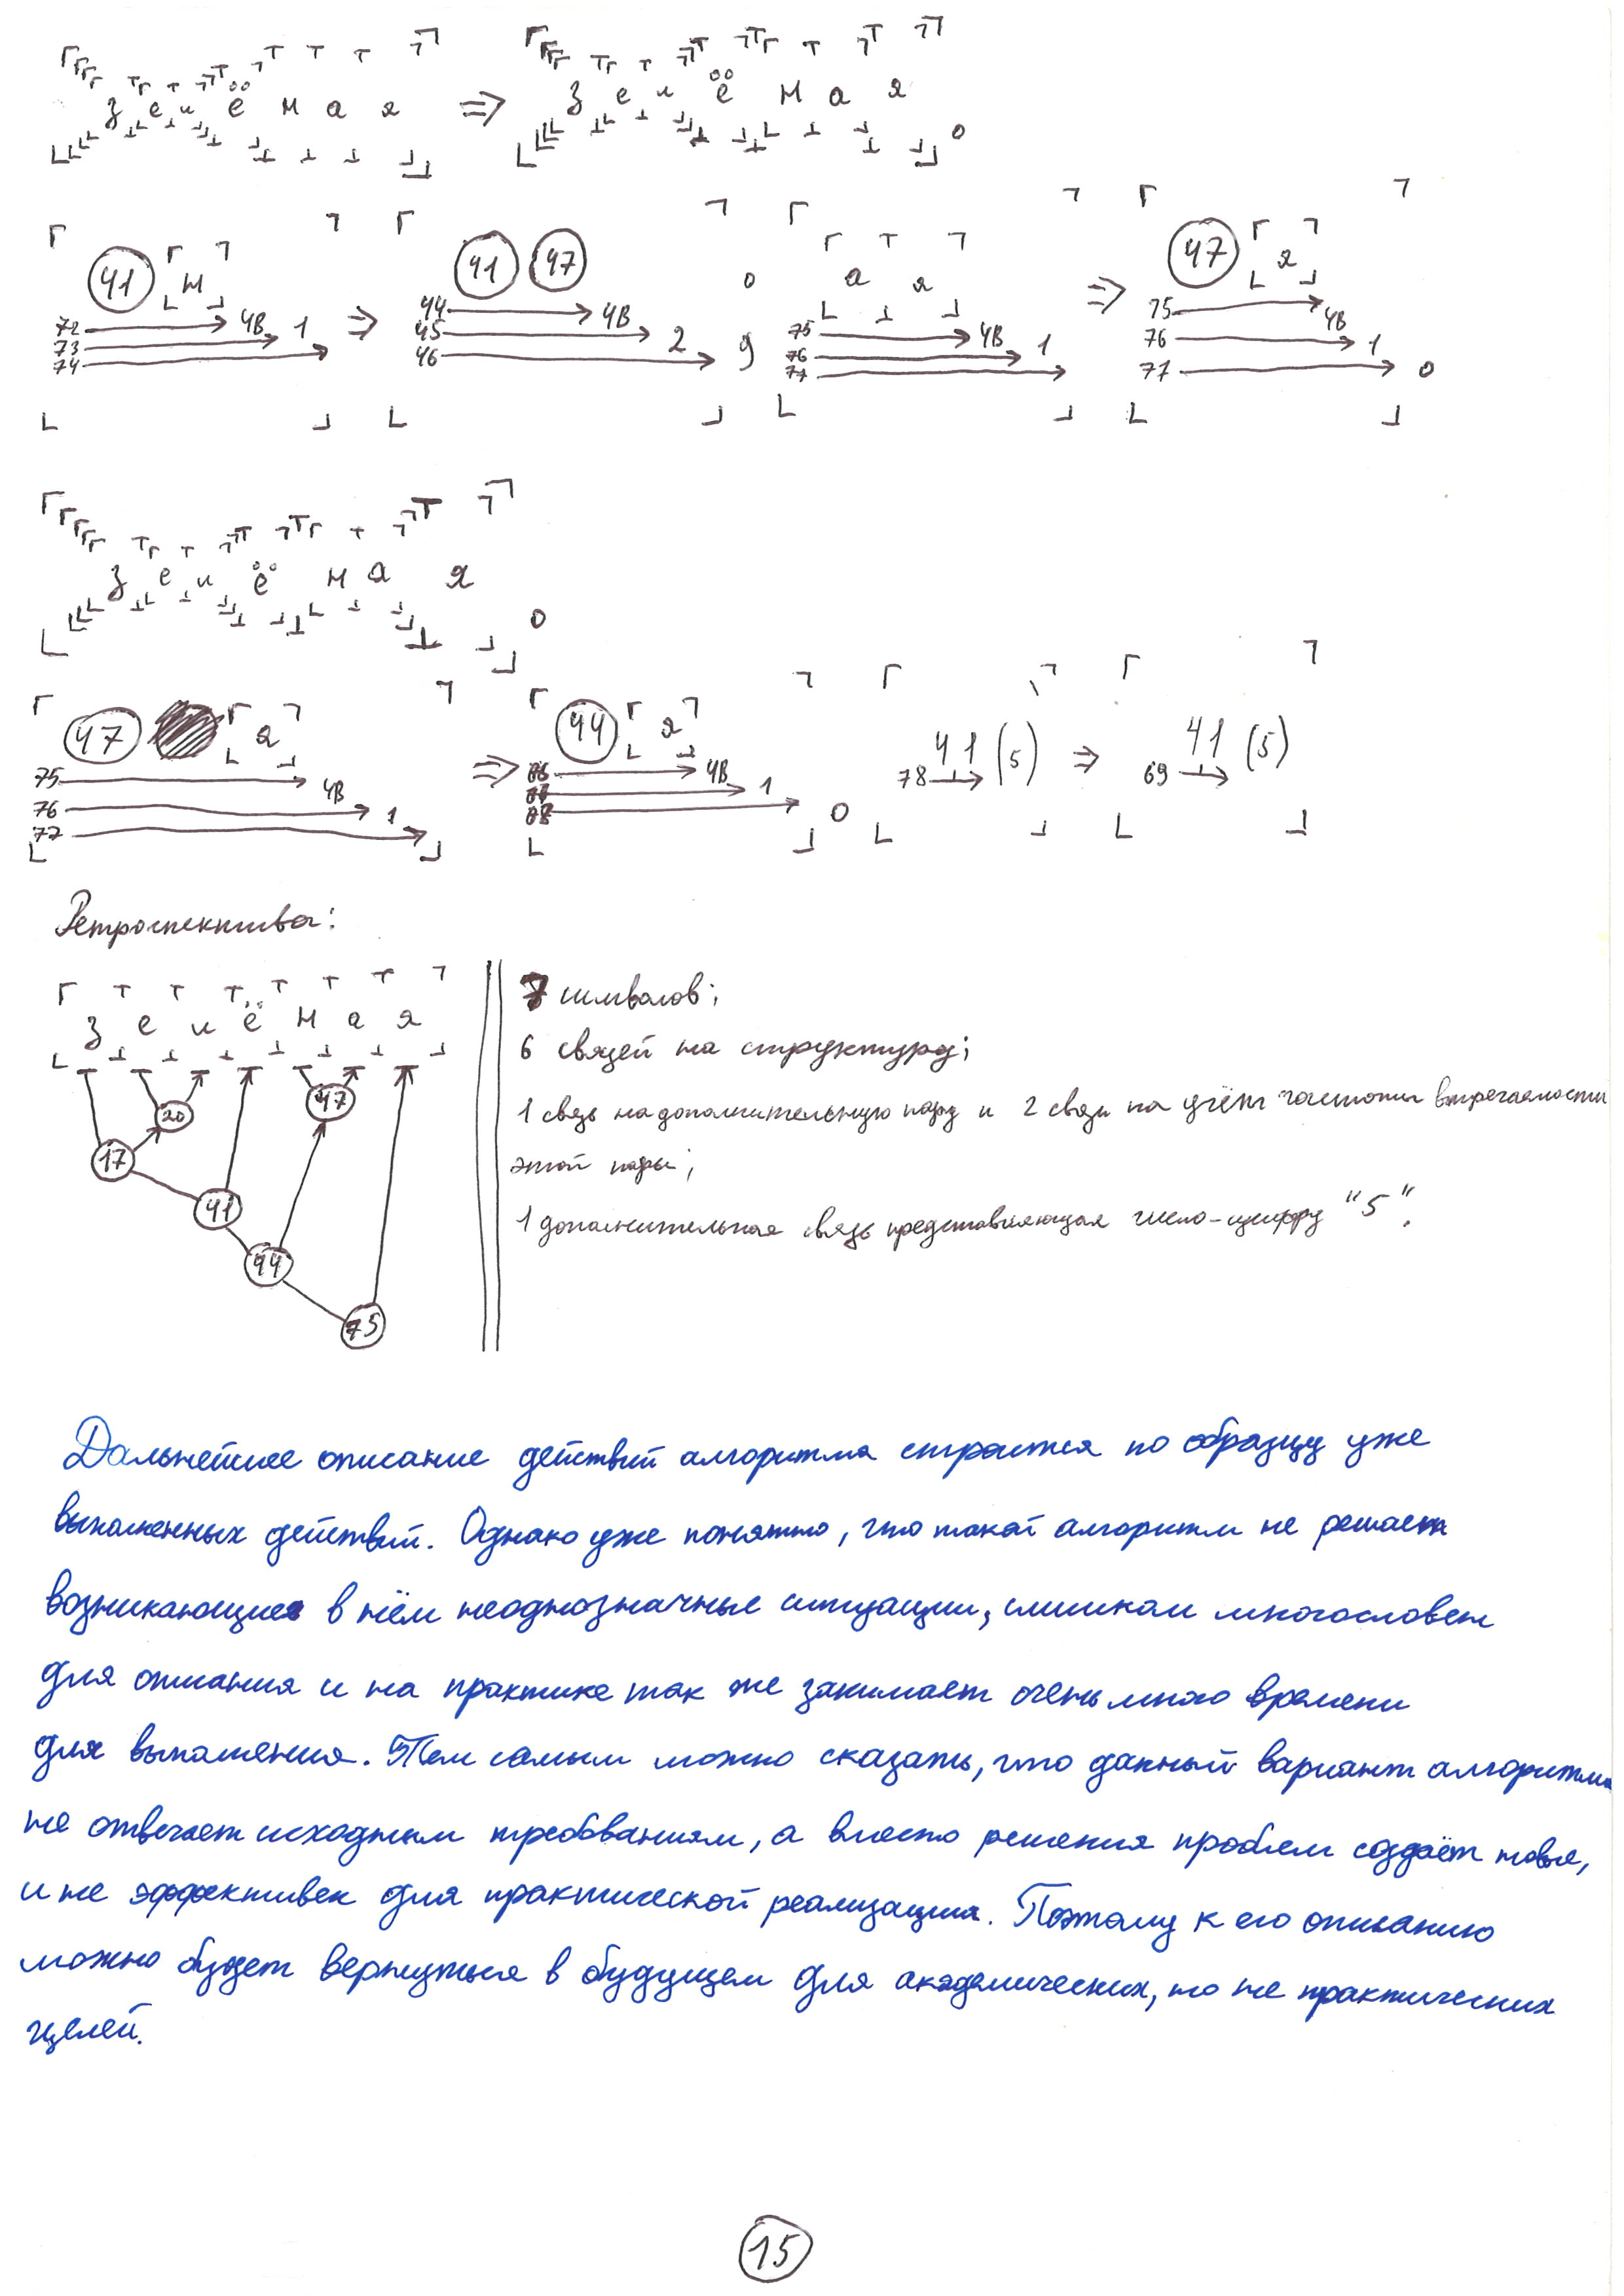 з е л ё н а я ⇒ з е л ё н а я о
41 н ⇒ 41 47 о а я ⇒ 47 я
72 → 4В 44 → 4В 75 → 4В 75 → 4В
73 → 1 45 → 2 76 → 1 76 → 1
74 → 46 → 9 77 → 77 → о
з е л ё н а я о
47 я ⇒ 44 я 78 → 41 (5) ⇒ 69 → 41 (5)
75 → 4В → 4В
76 → 1 → 1
77 → → о
Ретроспектива:
з е л ё н а я
20 47
17
41
44
75
7 символов;
6 связей на структуру;
1 связь на дополнительную пару и 2 связи на учёт частоты встречаемости
этой пары;
1 дополнительная связь представляющая число-цифру "5".
Дальнейшее описание действий алгоритма строится по образцу уже
выполненных действий. Однако уже понятно, что такой алгоритм не решает
возникающие в нём неоднозначные ситуации, слишком многословен
для описания и на практике так же занимает очень много времени
для выполнения. Тем самым можно сказать, что данный вариант алгоритма
не отвечает исходным требованиям, а вместо решения проблем создаёт новые,
и не эффективен для практической реализации. Поэтому к его описанию
можно будет вернуться в будущем для академических, но не практических
целей.
15